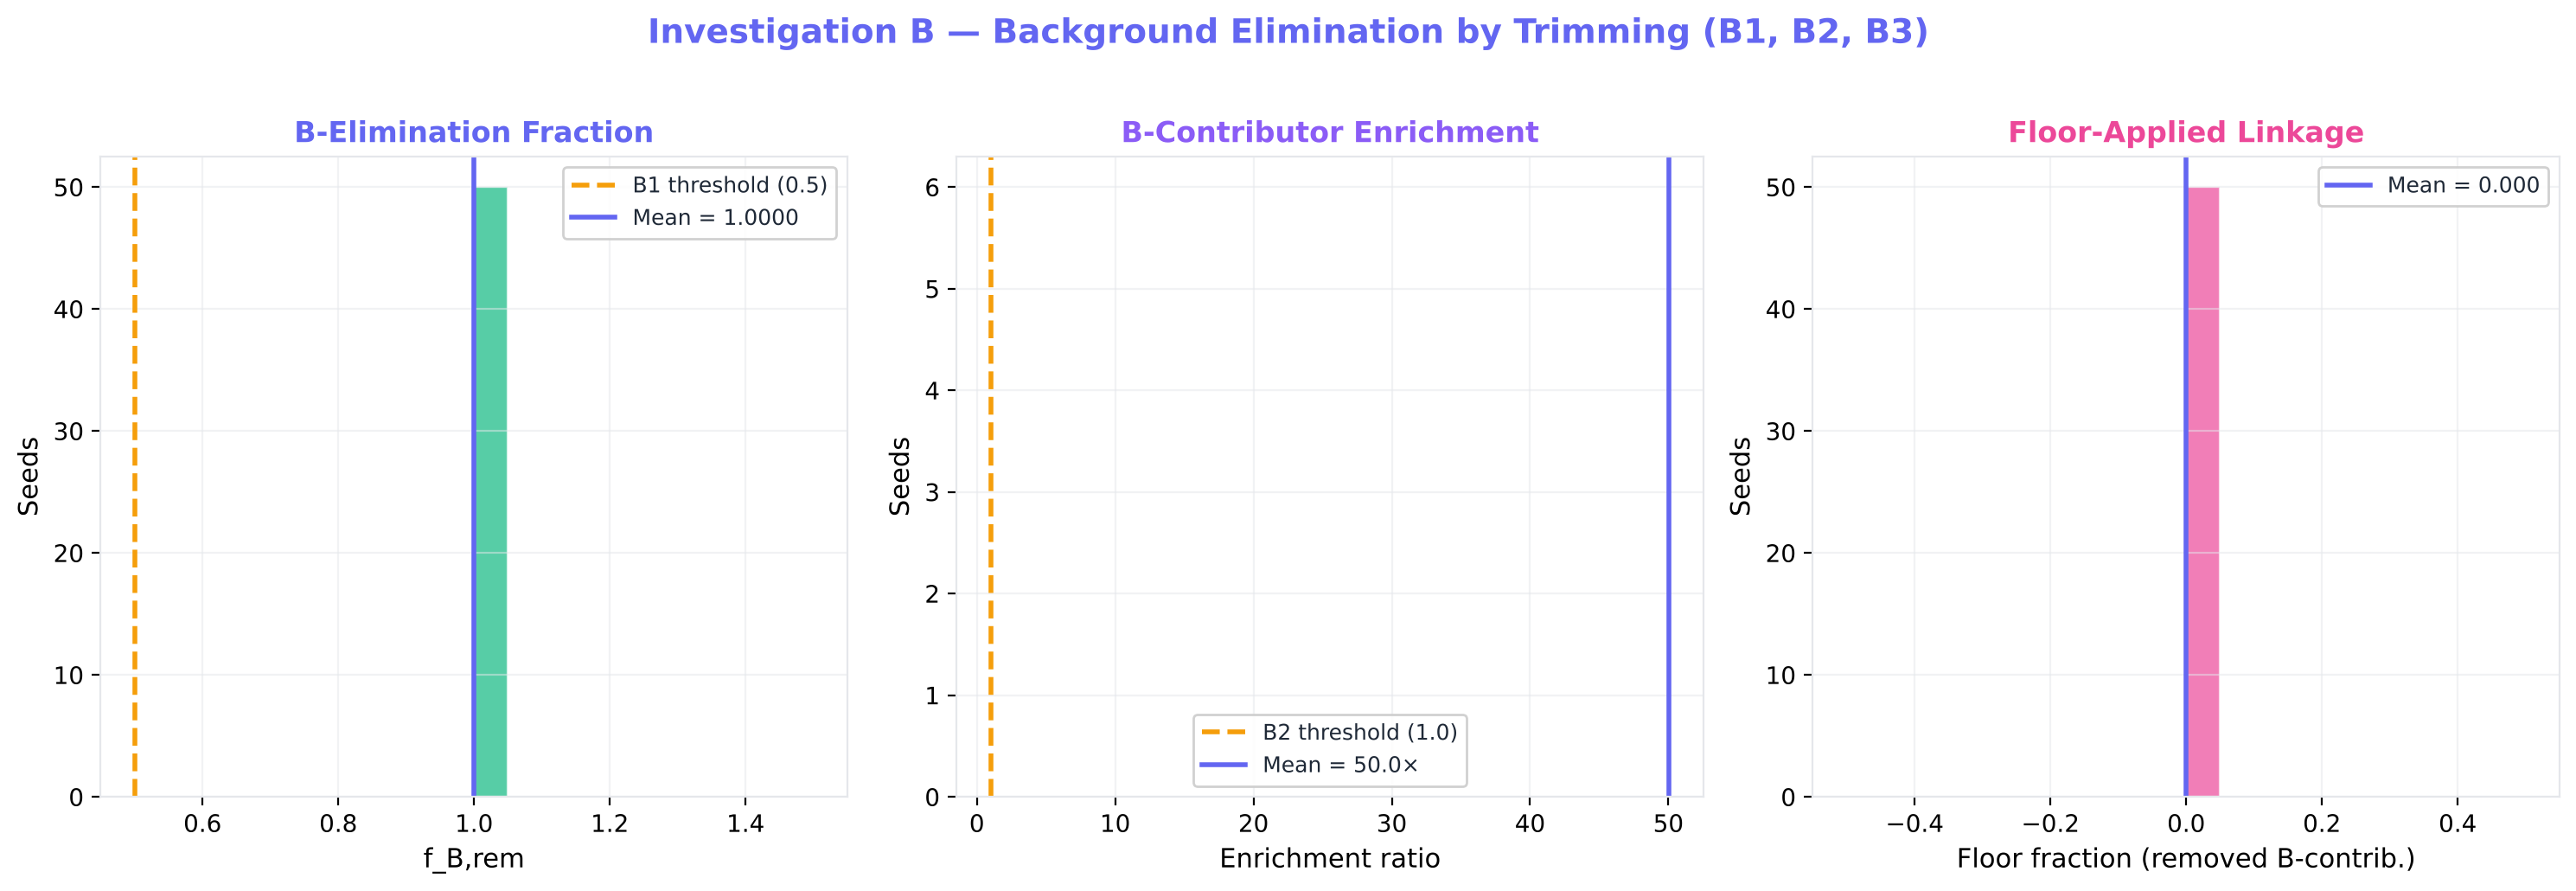 Investigation B — Background Elimination by Trimming (B1, B2, B3)
B-Elimination Fraction
B1 threshold (0.5)
Mean = 1.0000
Seeds
50
40
30
20
10
0
0.6 0.8 1.0 1.2 1.4
f_B,rem
B-Contributor Enrichment
Seeds
6
5
4
3
2
1
0
B2 threshold (1.0)
Mean = 50.0×
0 10 20 30 40 50
Enrichment ratio
Floor-Applied Linkage
Mean = 0.000
Seeds
50
40
30
20
10
0
−0.4 −0.2 0.0 0.2 0.4
Floor fraction (removed B-contrib.)